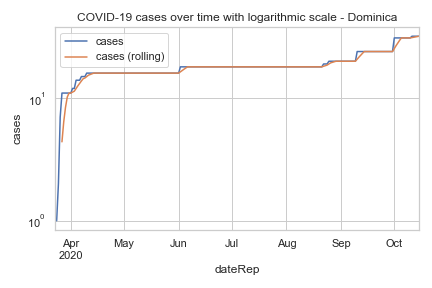 COVID-19 cases over time with logarithmic scale - Dominica
cases
cases (rolling)
10¹
10⁰
cases
Apr
2020
May
Jun
Jul
Aug
Sep
Oct
dateRep